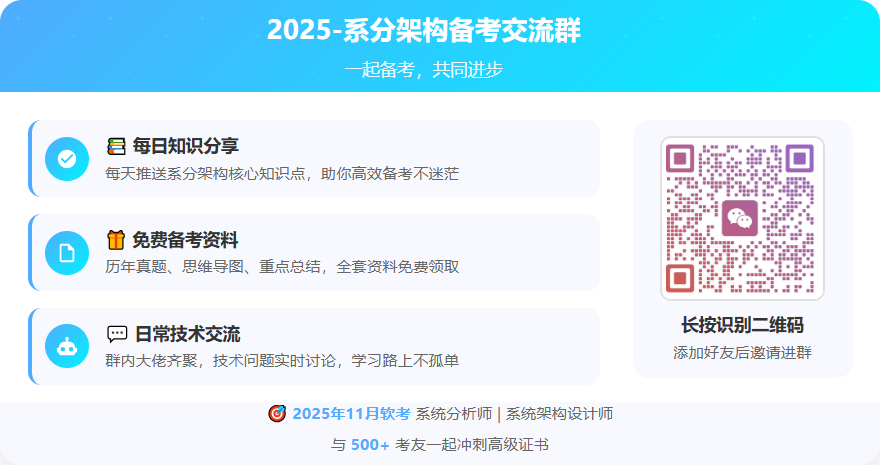 2025-系分架构备考交流群
一起备考，共同进步
每日知识分享
每天推送系分架构核心知识点，助你高效备考不迷茫
免费备考资料
历年真题、思维导图、重点总结，全套资料免费领取
日常技术交流
群内大佬齐聚，技术问题实时讨论，学习路上不孤单
长按识别二维码
添加好友后邀请进群
2025年11月软考 系统分析师 | 系统架构设计师
与 500+ 考友一起冲刺高级证书